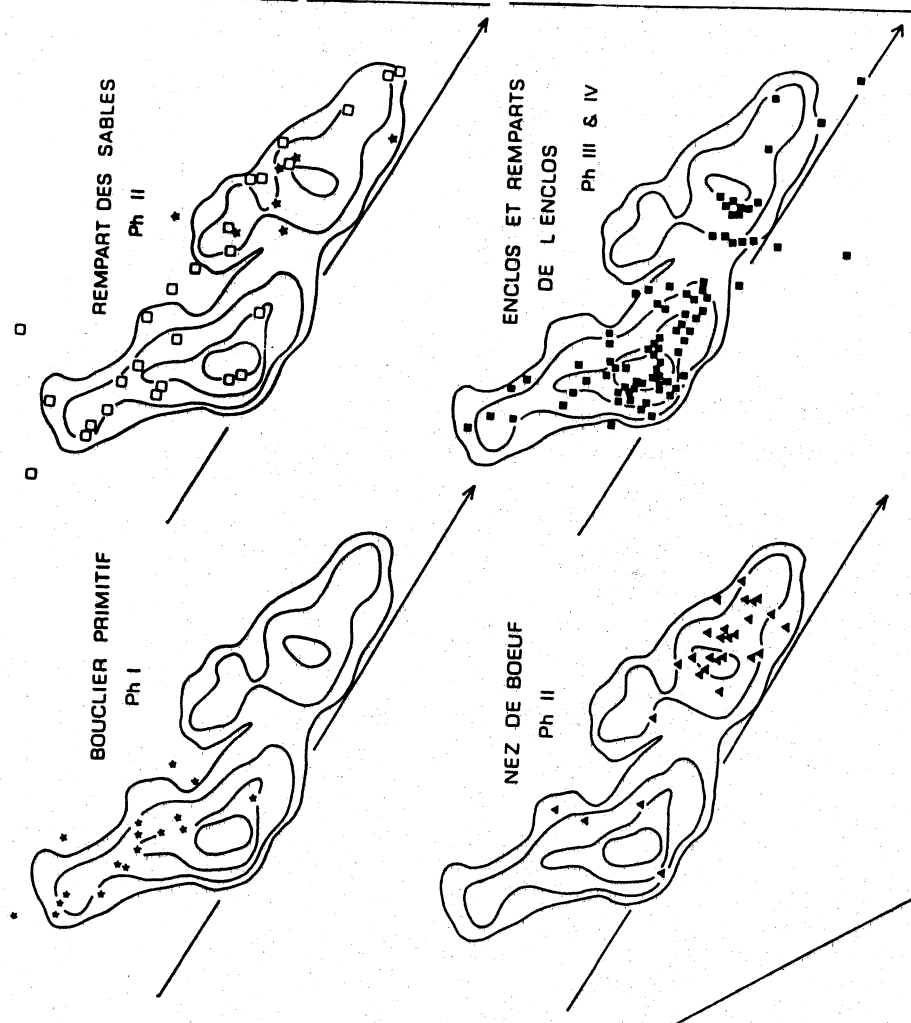 BOUCLIER PRIMITIF
Ph I
REMPART DES SABLES
Ph II
NEZ DE BOEUF
Ph II
ENCLOS ET REMPARTS
DE L ENCLOS
Ph III & IV